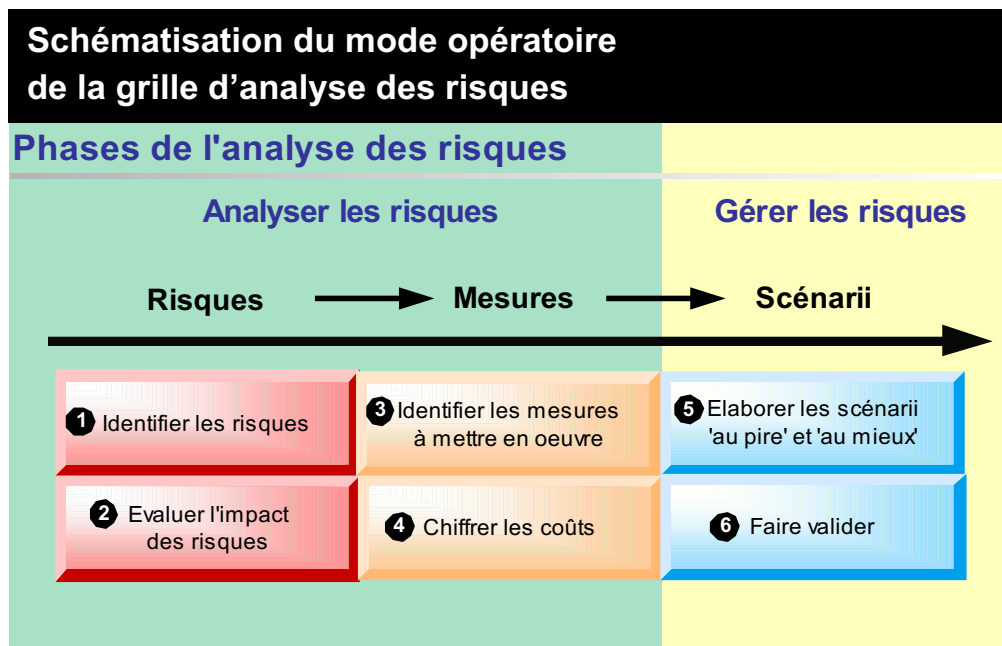 Schématisation du mode opératoire
de la grille d’analyse des risques
Phases de l'analyse des risques
Analyser les risques
Gérer les risques
Risques
Mesures
Scénarii
1 Identifier les risques
3 Identifier les mesures
à mettre en oeuvre
5 Elaborer les scénarii
'au pire' et 'au mieux'
2 Evaluer l'impact
des risques
4 Chiffrer les coûts
6 Faire valider